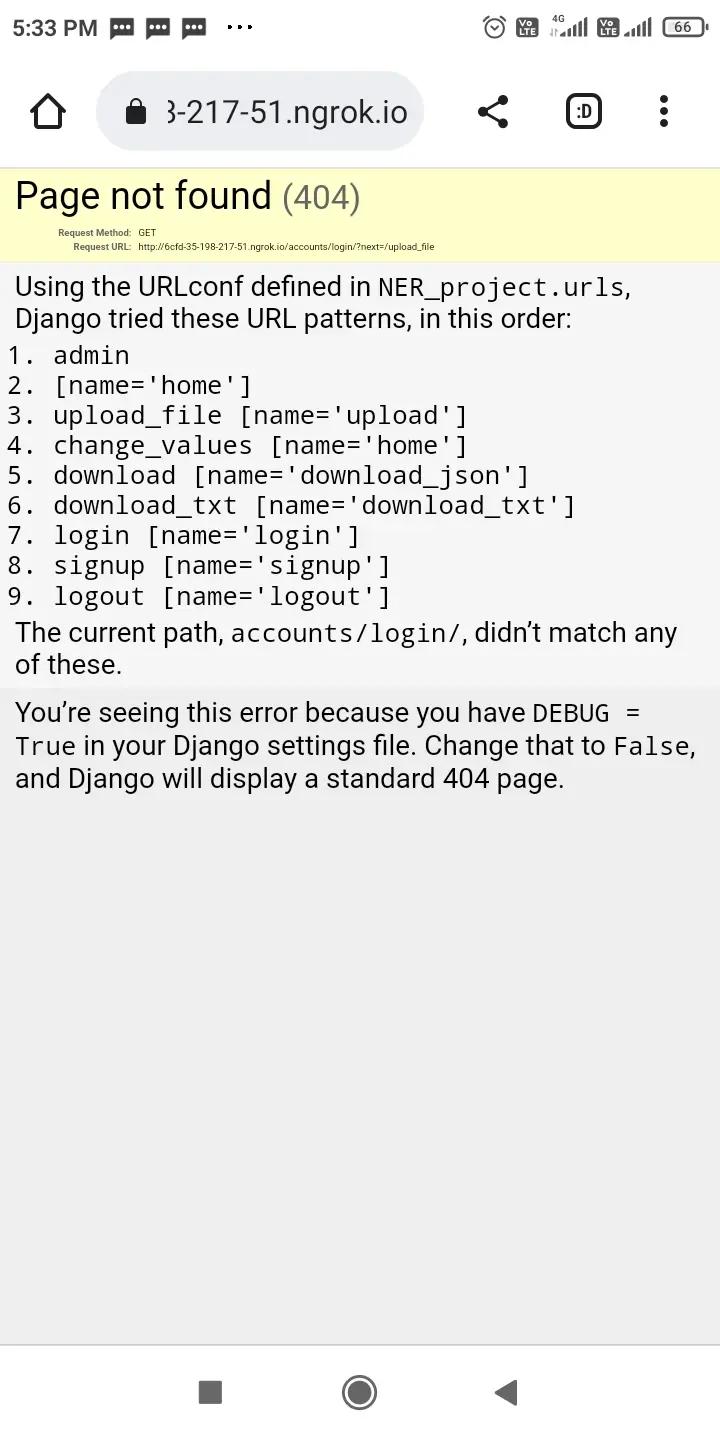 5:33 PM
4G
Vo LTE
Vo LTE
66
3-217-51.ngrok.io
:D
Page not found (404)
Request Method: GET
Request URL: http://6cfd-35-198-217-51.ngrok.io/accounts/login/?next=/upload_file
Using the URLconf defined in NER_project.urls,
Django tried these URL patterns, in this order:
1. admin
2. [name='home']
3. upload_file [name='upload']
4. change_values [name='home']
5. download [name='download_json']
6. download_txt [name='download_txt']
7. login [name='login']
8. signup [name='signup']
9. logout [name='logout']
The current path, accounts/login/, didn’t match any
of these.
You’re seeing this error because you have DEBUG =
True in your Django settings file. Change that to False,
and Django will display a standard 404 page.